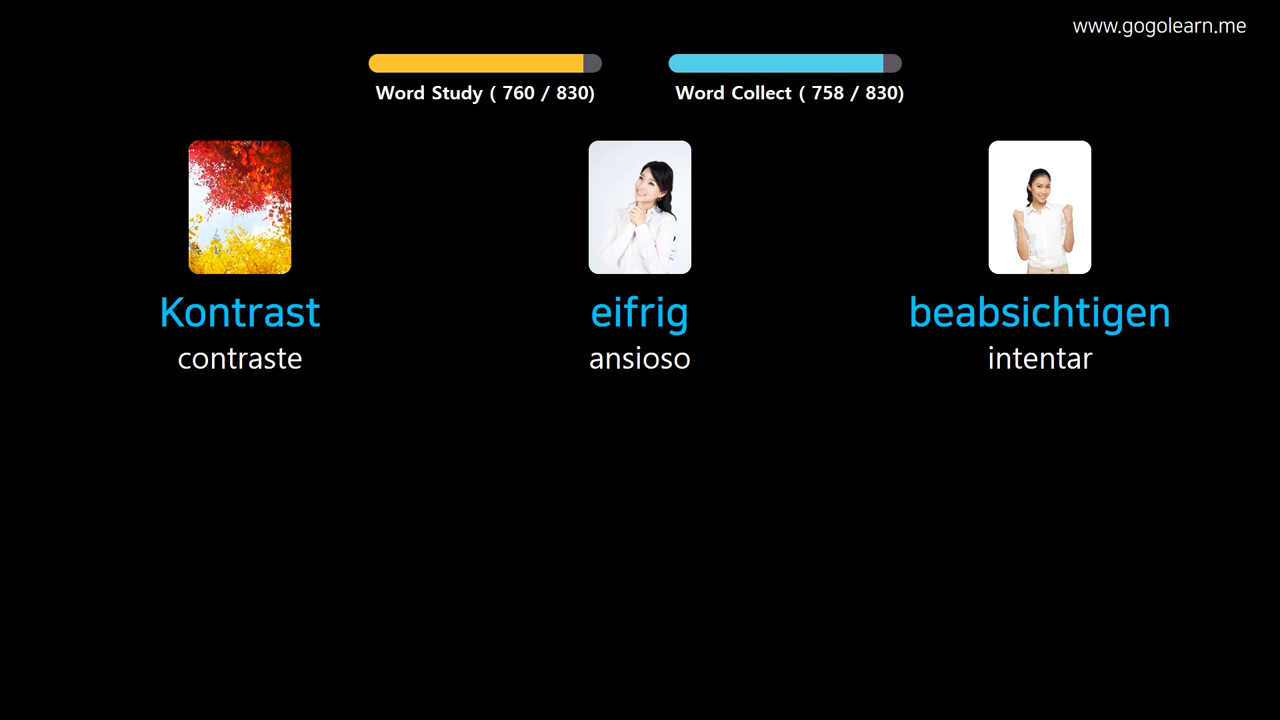 www.gogolearn.me
Word Study ( 760 / 830)
Word Collect ( 758 / 830)
Kontrast
contraste
eifrig
ansioso
beabsichtigen
intentar